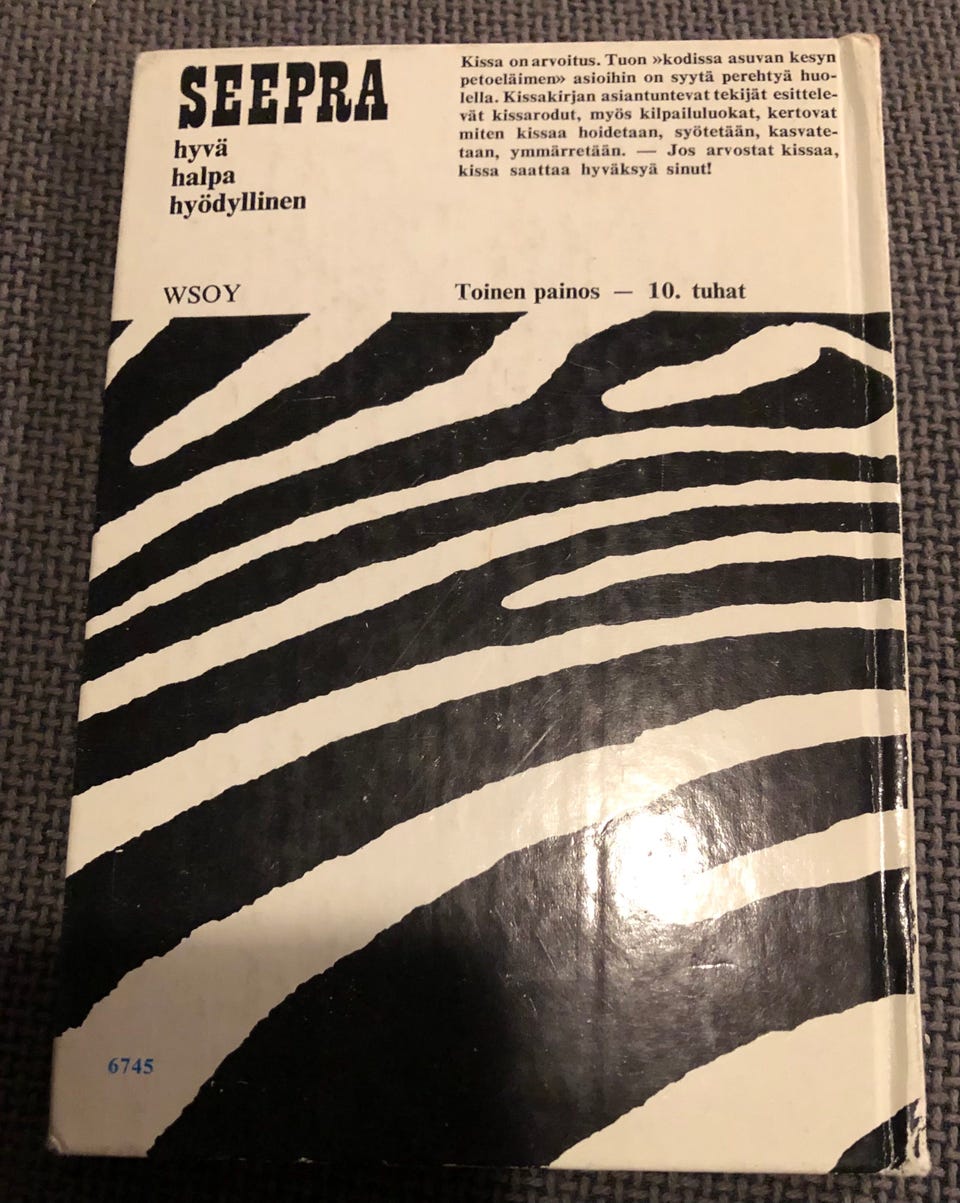 SEEPRA
hyvä
halpa
hyödyllinen
Kissa on arvoitus. Tuon »kodissa asuvan kesyn
petoeläimen» asioihin on syytä perehtyä huo-
lella. Kissakirjan asiantuntevat tekijät esittele-
vät kissarodut, myös kilpailuluokat, kertovat
miten kissaa hoidetaan, syötetään, kasvate-
taan, ymmärretään. — Jos arvostat kissaa,
kissa saattaa hyväksyä sinut!
WSOY
Toinen painos — 10. tuhat
6745